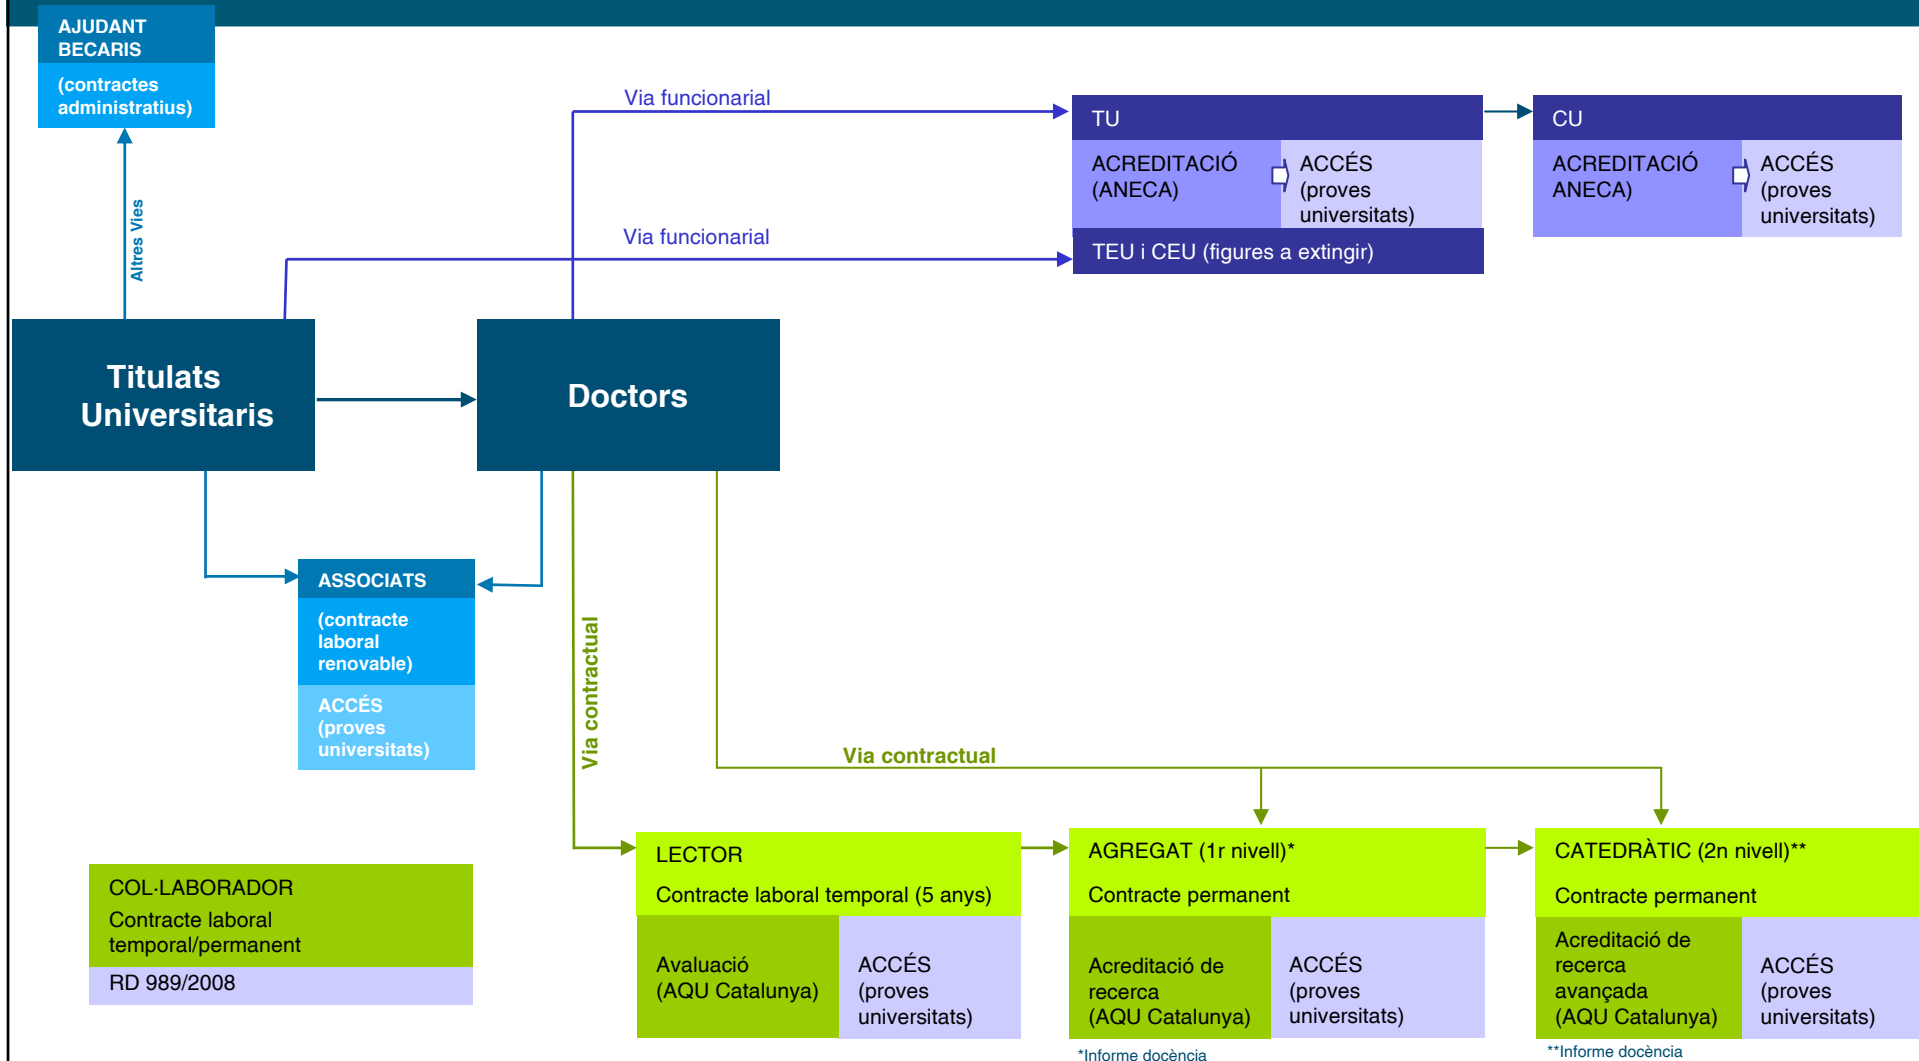 AJUDANT
BECARIS
(contractes
administratius)
Altres Vies
Via funcionarial
TU
ACREDITACIÓ
(ANECA)
ACCÉS
(proves
universitats)
CU
ACREDITACIÓ
ANECA)
ACCÉS
(proves
universitats)
Via funcionarial
TEU i CEU (figures a extingir)
Titulats
Universitaris
Doctors
ASSOCIATS
(contracte
laboral
renovable)
ACCÉS
(proves
universitats)
Via contractual
Via contractual
COL·LABORADOR
Contracte laboral
temporal/permanent
RD 989/2008
LECTOR
Contracte laboral temporal (5 anys)
Avaluació
(AQU Catalunya)
ACCÉS
(proves
universitats)
AGREGAT (1r nivell)*
Contracte permanent
Acreditació de
recerca
(AQU Catalunya)
ACCÉS
(proves
universitats)
*Informe docència
CATEDRÀTIC (2n nivell)**
Contracte permanent
Acreditació de
recerca
avançada
(AQU Catalunya)
ACCÉS
(proves
universitats)
**Informe docència